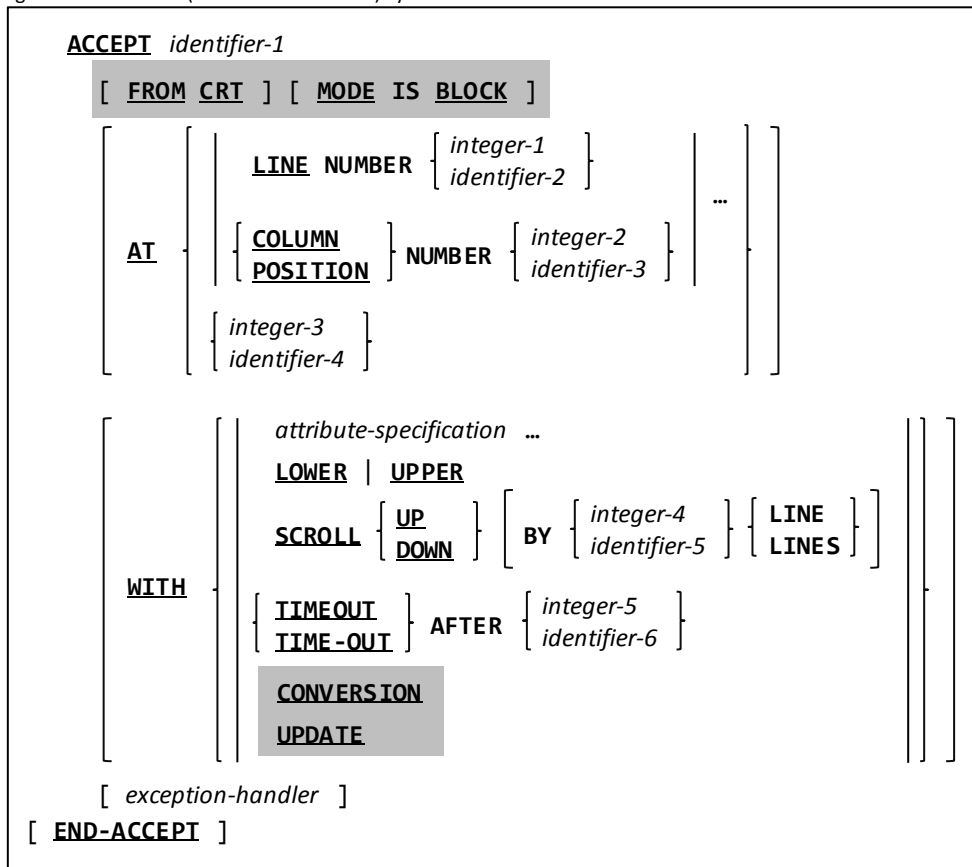 ACCEPT identifier-1
[ FROM CRT ] [ MODE IS BLOCK ]
integer-1
LINE NUMBER
identifier-2
…
COLUMN
integer-2
AT
NUMBER
POSITION
identifier-3
integer-3
identifier-4
attribute-specification …
LOWER | UPPER
UP
integer-4
LINE
SCROLL
BY
DOWN
identifier-5
LINES
WITH
TIMEOUT
integer-5
AFTER
TIME-OUT
identifier-6
CONVERSION
UPDATE
[ exception-handler ]
[ END-ACCEPT ]